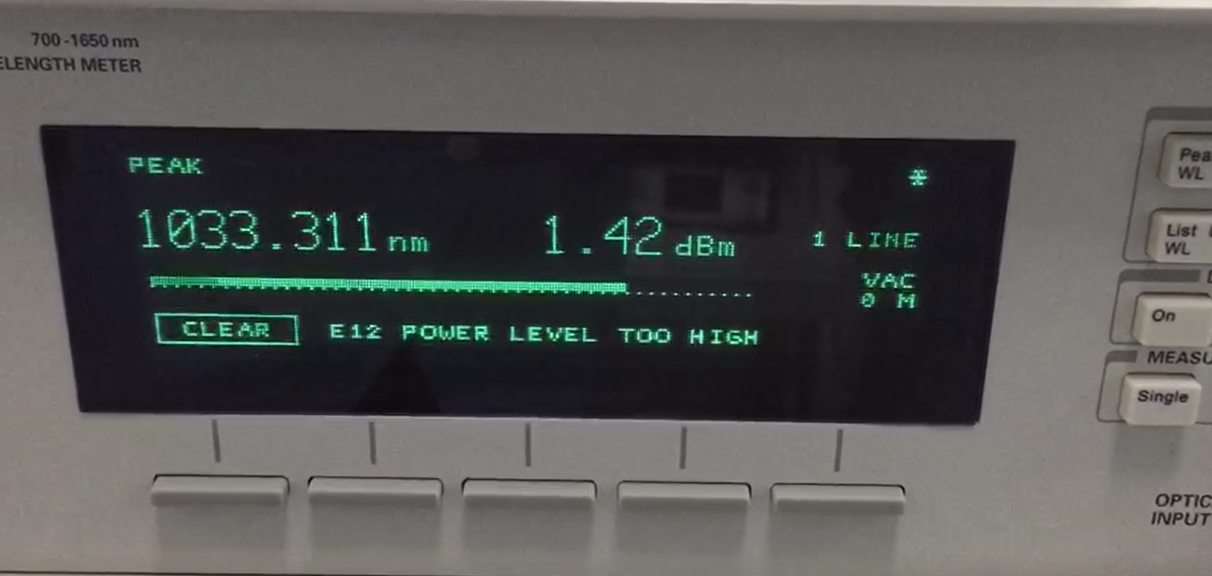 700-1650 nm
ELENGTH METER
PEAK
*
1033.311 nm 1.42 dBm 1 LINE
VAC
0 M
CLEAR E12 POWER LEVEL TOO HIGH
Pea
WL
List
WL
On
MEASU
Single
OPTIC
INPUT